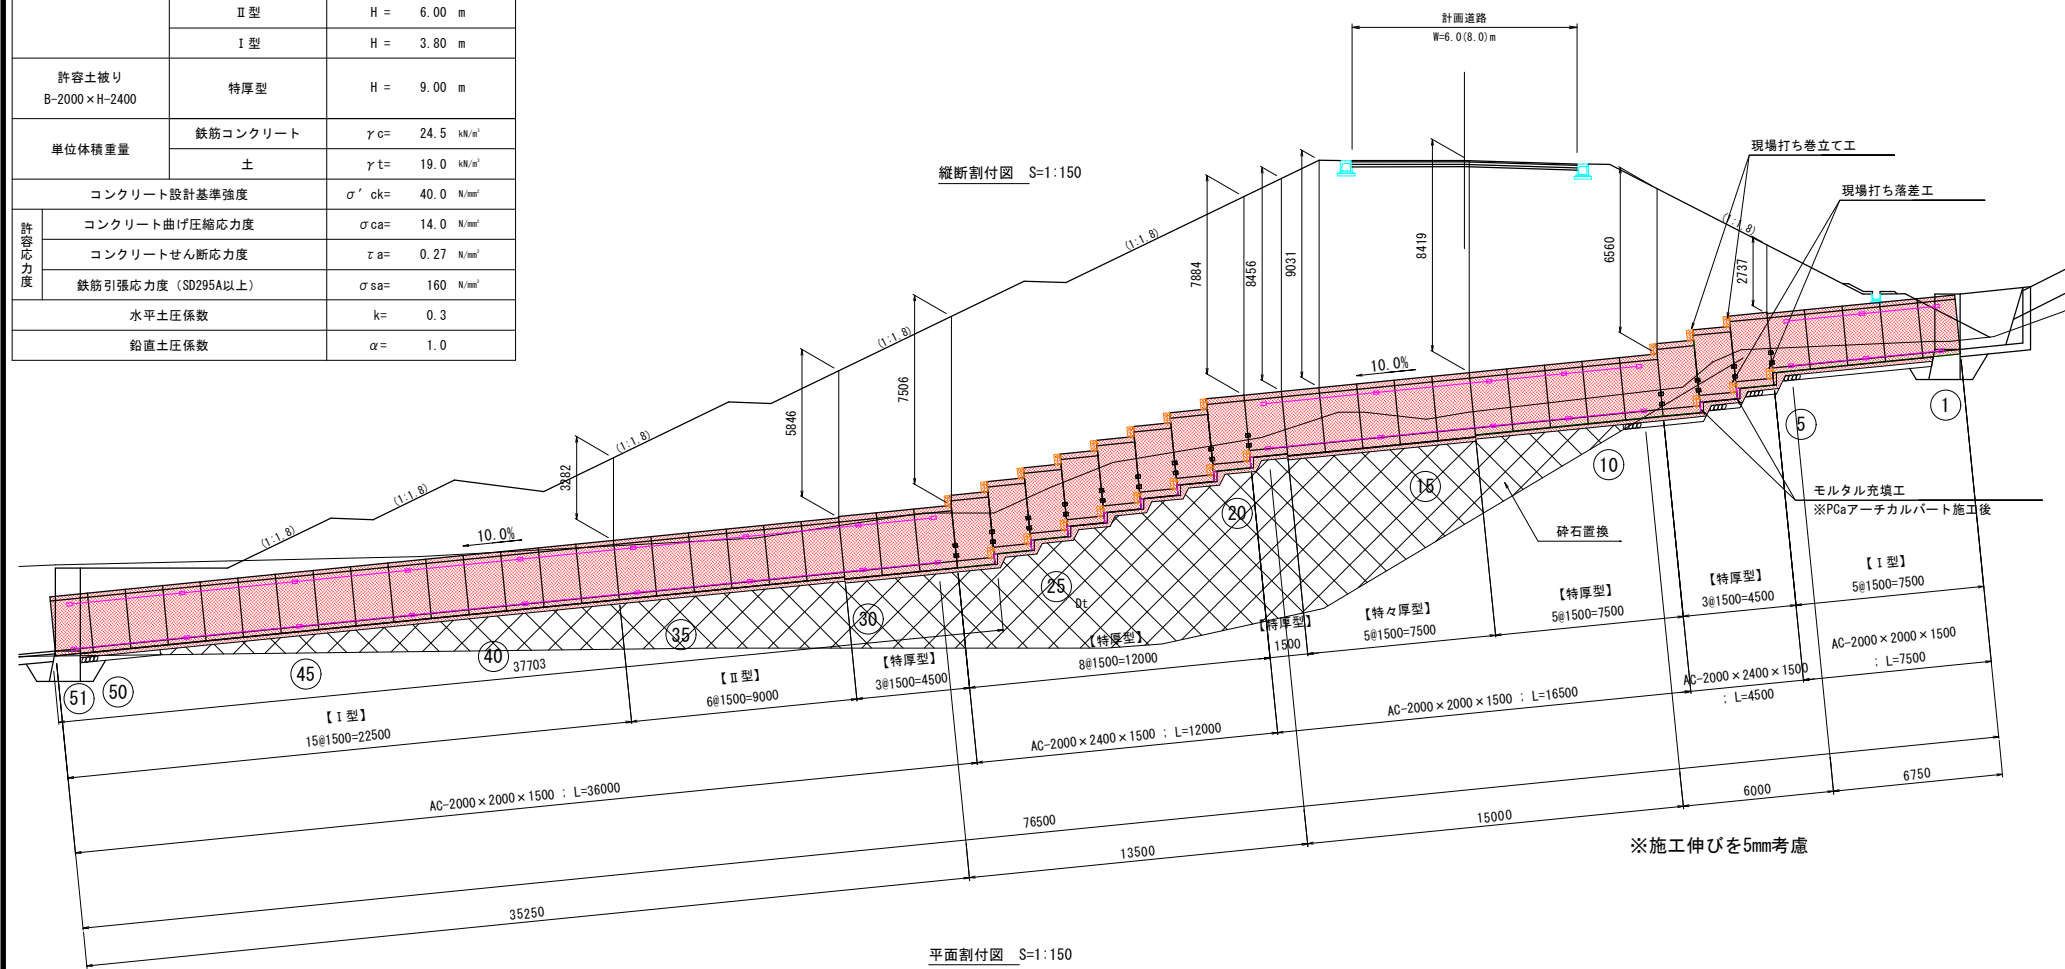 Ⅱ型 H = 6.00 m
Ⅰ型 H = 3.80 m
許容土被り
B-2000×H-2400
特厚型 H = 9.00 m
単位体積重量
鉄筋コンクリート γc= 24.5 kN/m³
土 γt= 19.0 kN/m³
コンクリート設計基準強度 σ'ck= 40.0 N/mm²
許容応力度
コンクリート曲げ圧縮応力度 σca= 14.0 N/mm²
コンクリートせん断応力度 τa= 0.27 N/mm²
鉄筋引張応力度（SD295A以上） σsa= 160 N/mm²
水平土圧係数 k= 0.3
鉛直土圧係数 α= 1.0
縦断割付図 S=1:150
計画道路
W=6.0(8.0)m
現場打ち巻立て工
現場打ち落差工
(1:1.8)
(1:1.8)
(1:1.8)
(1:1.8)
(1:1.8)
(1:1.8)
3282
5846
7506
7884
8456
9031
8419
6560
2737
10.0%
10.0%
モルタル充填工
※PCaアーチカルバート施工後
砕石置換
Dt
1
5
10
15
20
25
30
35
40
45
50
51
37703
【Ⅰ型】
15@1500=22500
【Ⅱ型】
6@1500=9000
【特厚型】
3@1500=4500
【特厚型】
8@1500=12000
【特厚型】
1500
【特々厚型】
5@1500=7500
【特厚型】
5@1500=7500
【特厚型】
3@1500=4500
【Ⅰ型】
5@1500=7500
AC-2000×2000×1500 ; L=36000
AC-2000×2400×1500 ; L=12000
AC-2000×2000×1500 ; L=16500
AC-2000×2400×1500
; L=4500
AC-2000×2000×1500
; L=7500
76500
35250
13500
15000
6000
6750
※施工伸びを5mm考慮
平面割付図 S=1:150